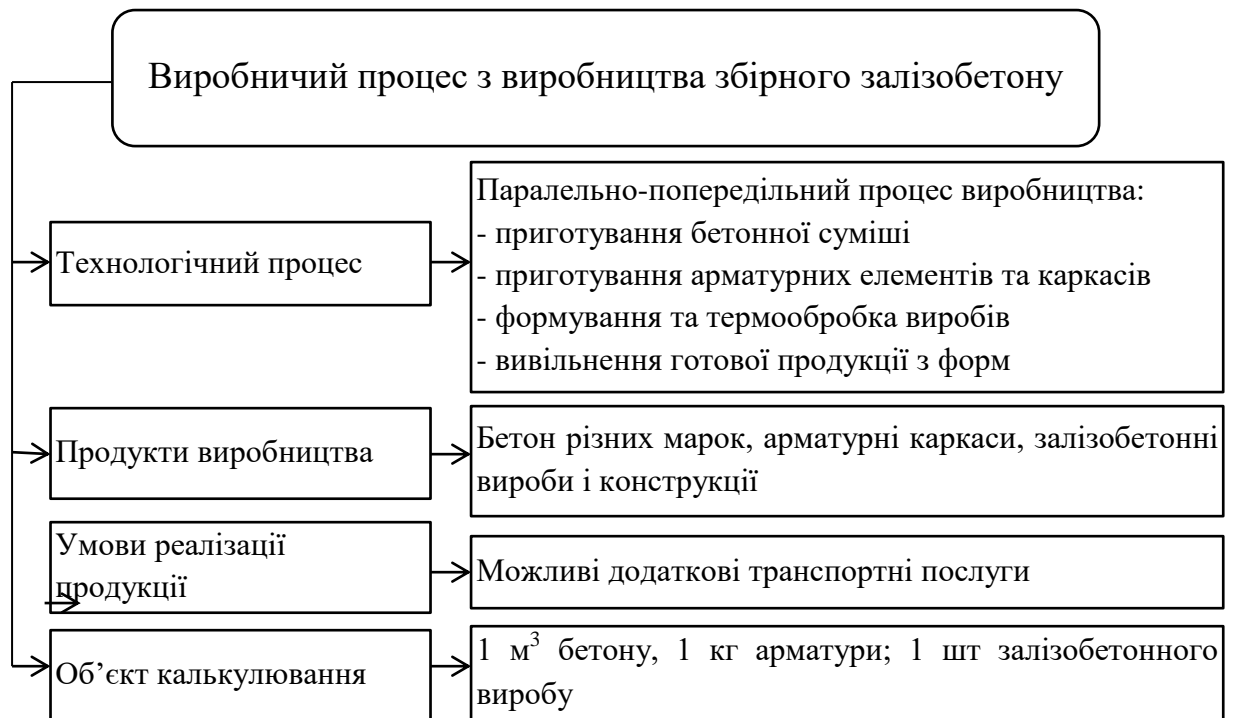 Виробничий процес з виробництва збірного залізобетону
Технологічний процес
Паралельно-попередільний процес виробництва:
- приготування бетонної суміші
- приготування арматурних елементів та каркасів
- формування та термообробка виробів
- вивільнення готової продукції з форм
Продукти виробництва
Бетон різних марок, арматурні каркаси, залізобетонні
вироби і конструкції
Умови реалізації
продукції
Можливі додаткові транспортні послуги
Об’єкт калькулювання
1 м³ бетону, 1 кг арматури; 1 шт залізобетонного
виробу